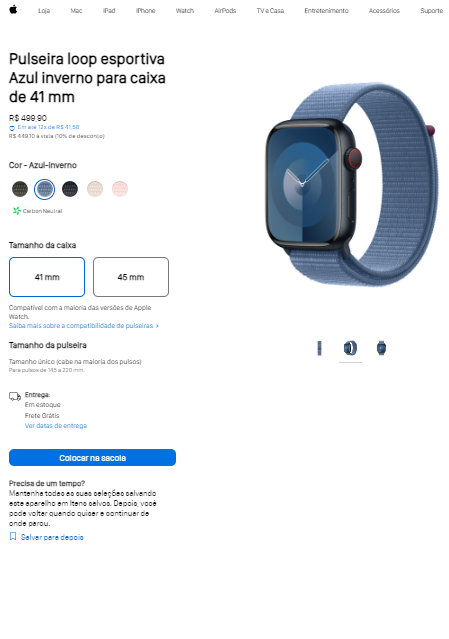 Loja Mac iPad iPhone Watch AirPods TV e Casa Entretenimento Acessórios Suporte
Pulseira loop esportiva
Azul inverno para caixa
de 41 mm
R$ 499,90
Em até 12x de R$ 41,58
R$ 449,10 à vista (10% de desconto)
Cor - Azul-inverno
Carbon Neutral
Tamanho da caixa
41 mm 45 mm
Compatível com a maioria das versões de Apple
Watch.
Saiba mais sobre a compatibilidade de pulseiras >
Tamanho da pulseira
Tamanho único (cabe na maioria dos pulsos)
Para pulsos de 145 a 220 mm.
Entrega:
Em estoque
Frete Grátis
Ver datas de entrega
Colocar na sacola
Precisa de um tempo?
Mantenha todas as suas seleções salvando
este aparelho em Itens salvos. Depois, você
pode voltar quando quiser e continuar de
onde parou.
Salvar para depois